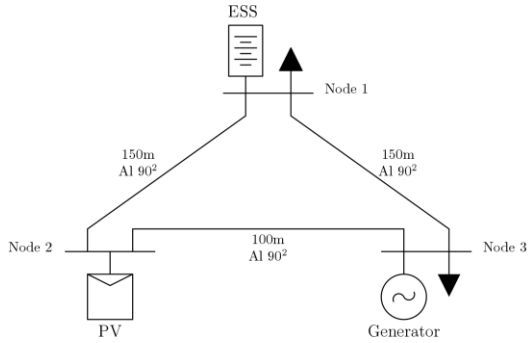 ESS
Node 1
150m
Al 90²
150m
Al 90²
Node 2
100m
Al 90²
Node 3
PV
Generator